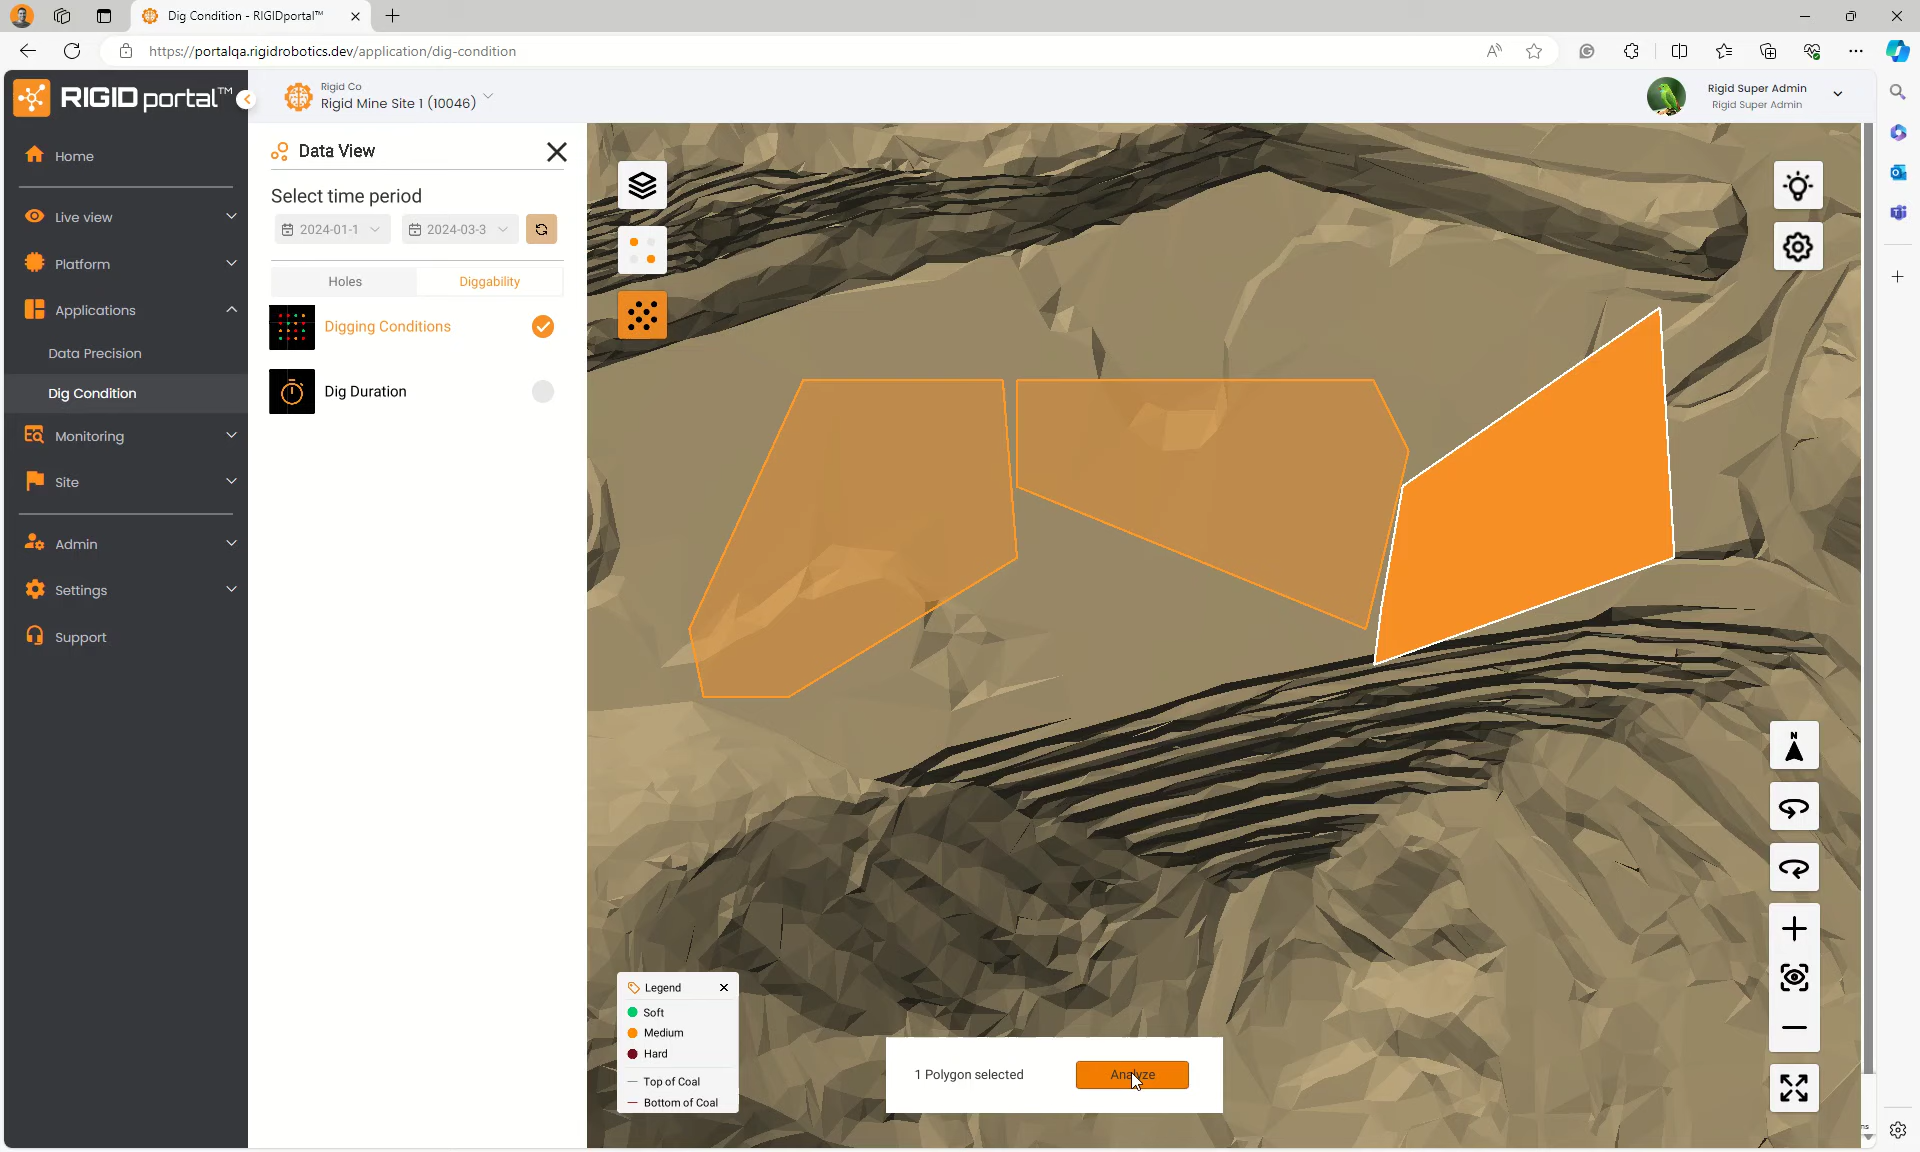 Dig Condition - RIGIDportal™
https://portalqa.rigidrobotics.dev/application/dig-condition
RIGID portal™
Rigid Co
Rigid Mine Site 1 (10046)
Rigid Super Admin
Rigid Super Admin
Home
Live view
Platform
Applications
Data Precision
Dig Condition
Monitoring
Site
Admin
Settings
Support
Data View
Select time period
2024-01-1
2024-03-3
Holes
Diggability
Digging Conditions
Dig Duration
N
Legend
Soft
Medium
Hard
Top of Coal
Bottom of Coal
1 Polygon selected
Analyze